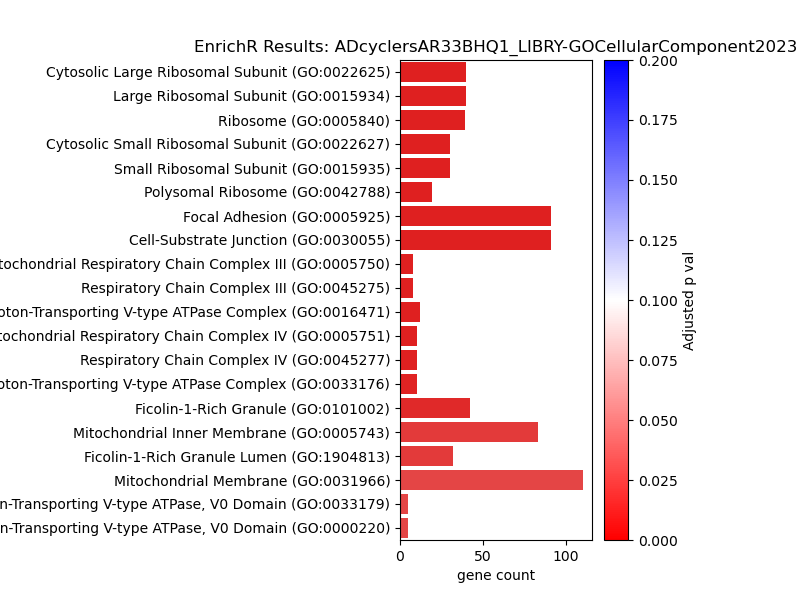 EnrichR Results: ADcyclersAR33BHQ1_LIBRY-GOCellularComponent2023
Cytosolic Large Ribosomal Subunit (GO:0022625)
Large Ribosomal Subunit (GO:0015934)
Ribosome (GO:0005840)
Cytosolic Small Ribosomal Subunit (GO:0022627)
Small Ribosomal Subunit (GO:0015935)
Polysomal Ribosome (GO:0042788)
Focal Adhesion (GO:0005925)
Cell-Substrate Junction (GO:0030055)
tochondrial Respiratory Chain Complex III (GO:0005750)
Respiratory Chain Complex III (GO:0045275)
oton-Transporting V-type ATPase Complex (GO:0016471)
tochondrial Respiratory Chain Complex IV (GO:0005751)
Respiratory Chain Complex IV (GO:0045277)
oton-Transporting V-type ATPase Complex (GO:0033176)
Ficolin-1-Rich Granule (GO:0101002)
Mitochondrial Inner Membrane (GO:0005743)
Ficolin-1-Rich Granule Lumen (GO:1904813)
Mitochondrial Membrane (GO:0031966)
n-Transporting V-type ATPase, V0 Domain (GO:0033179)
n-Transporting V-type ATPase, V0 Domain (GO:0000220)
0 50 100
gene count
0.200
0.175
0.150
0.125
0.100
0.075
0.050
0.025
0.000
Adjusted p val